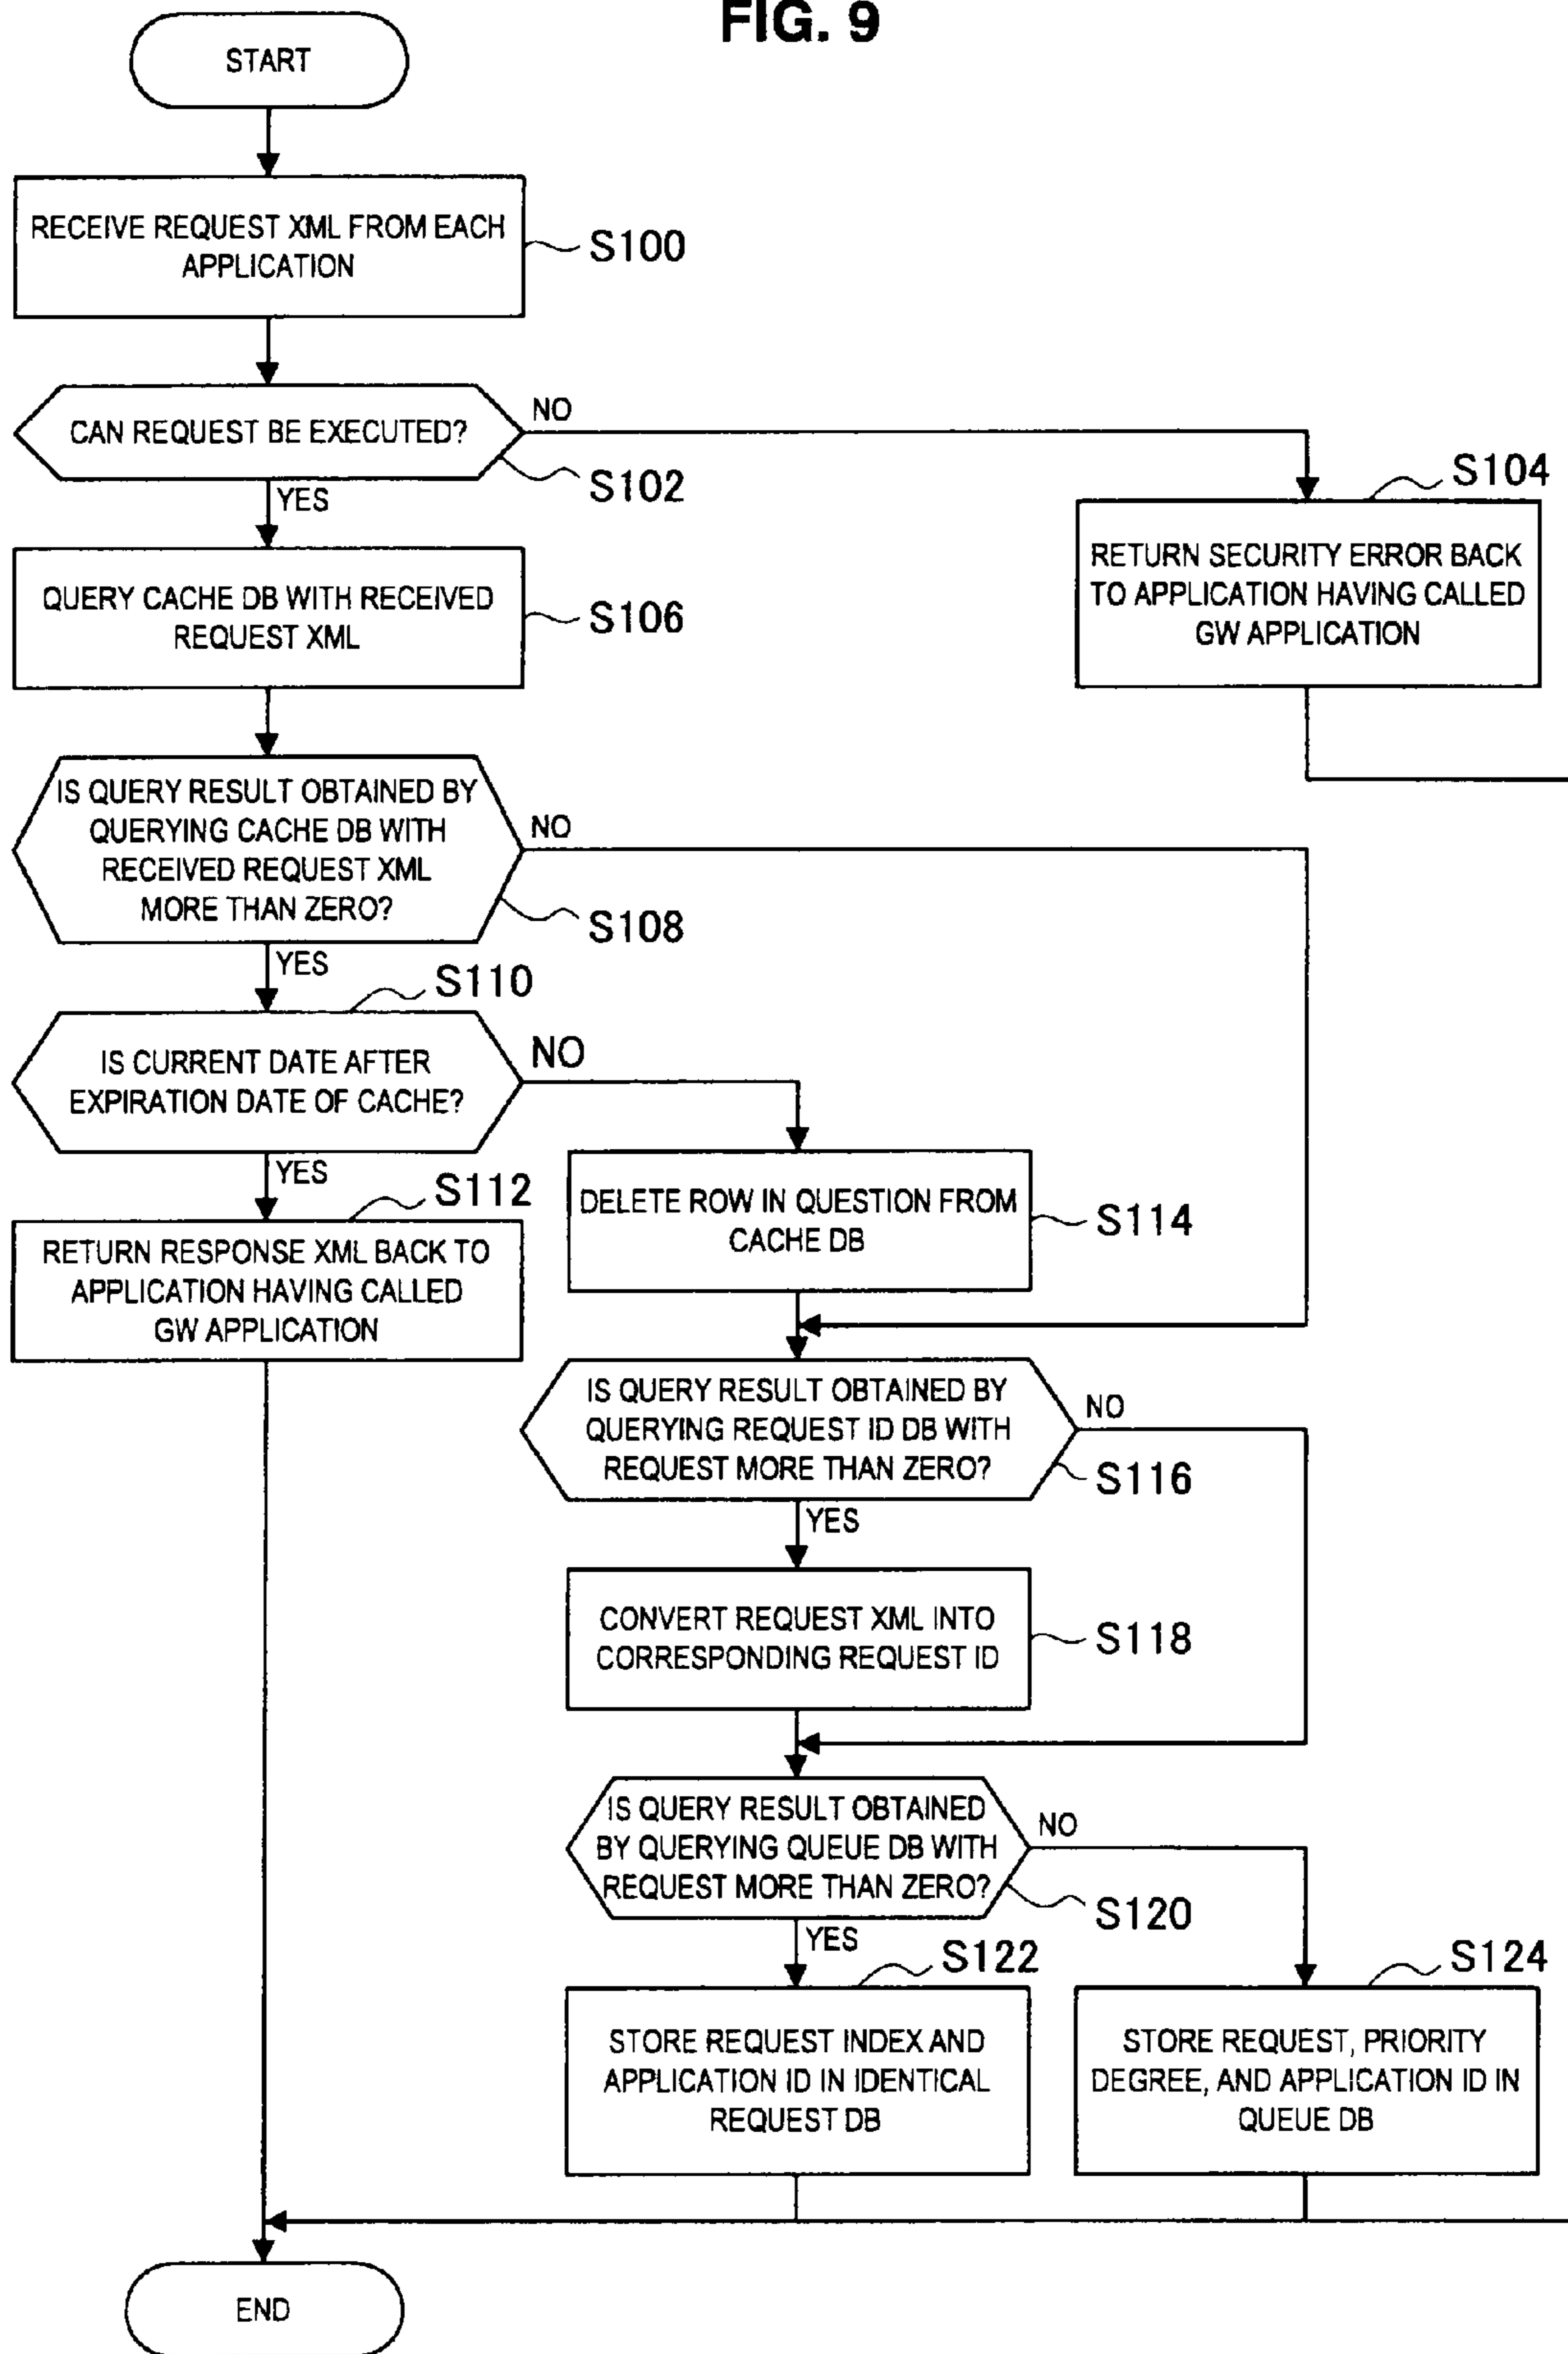 FIG. 9
START
RECEIVE REQUEST XML FROM EACH
APPLICATION
S100
CAN REQUEST BE EXECUTED?
NO
S102
YES
S104
RETURN SECURITY ERROR BACK
TO APPLICATION HAVING CALLED
GW APPLICATION
QUERY CACHE DB WITH RECEIVED
REQUEST XML
S106
IS QUERY RESULT OBTAINED BY
QUERYING CACHE DB WITH
RECEIVED REQUEST XML
MORE THAN ZERO?
NO
S108
YES
S110
IS CURRENT DATE AFTER
EXPIRATION DATE OF CACHE?
NO
YES
S112
RETURN RESPONSE XML BACK TO
APPLICATION HAVING CALLED
GW APPLICATION
DELETE ROW IN QUESTION FROM
CACHE DB
S114
IS QUERY RESULT OBTAINED BY
QUERYING REQUEST ID DB WITH
REQUEST MORE THAN ZERO?
NO
S116
YES
CONVERT REQUEST XML INTO
CORRESPONDING REQUEST ID
S118
IS QUERY RESULT OBTAINED
BY QUERYING QUEUE DB WITH
REQUEST MORE THAN ZERO?
NO
S120
YES
S122
STORE REQUEST INDEX AND
APPLICATION ID IN IDENTICAL
REQUEST DB
S124
STORE REQUEST, PRIORITY
DEGREE, AND APPLICATION ID IN
QUEUE DB
END